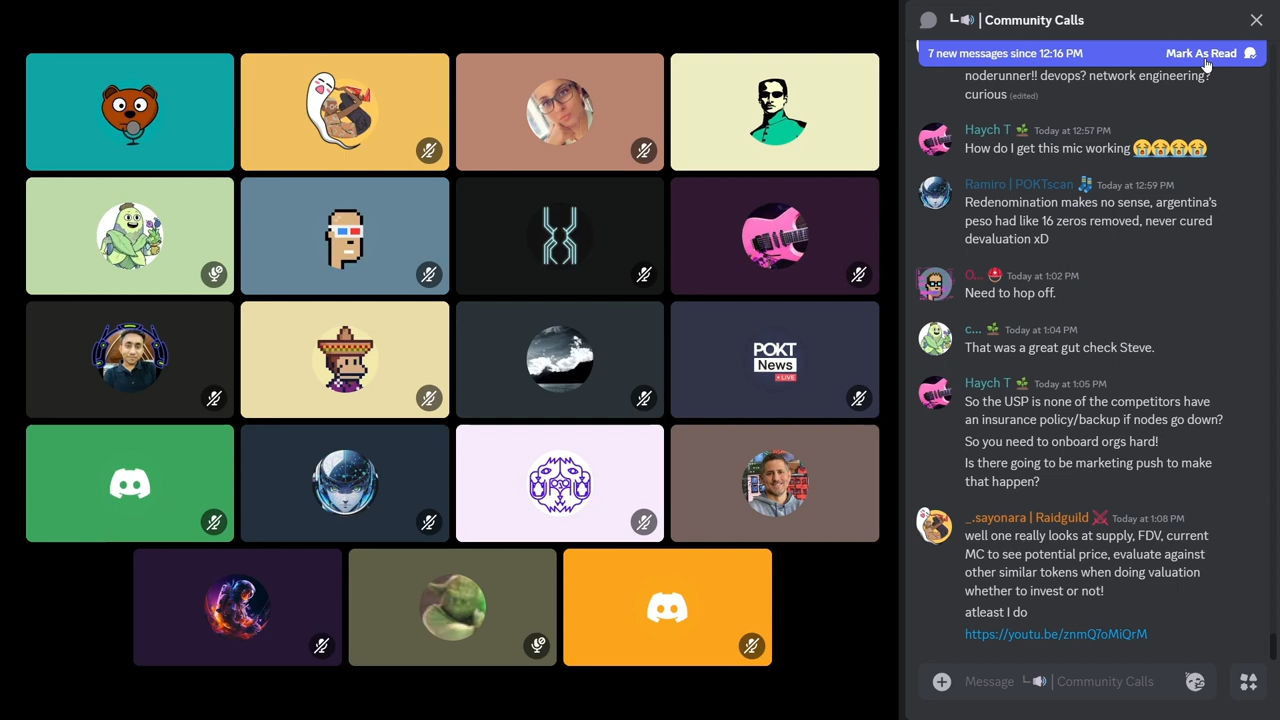 └🔊 | Community Calls
7 new messages since 12:16 PM Mark As Read
noderunner!! devops? network engineering?
curious (edited)
Haych T Today at 12:57 PM
How do I get this mic working 😭😭😭😭
Ramiro | POKTscan Today at 12:59 PM
Redenomination makes no sense, argentina's
peso had like 16 zeros removed, never cured
devaluation xD
O... Today at 1:02 PM
Need to hop off.
c... Today at 1:04 PM
That was a great gut check Steve.
Haych T Today at 1:05 PM
So the USP is none of the competitors have
an insurance policy/backup if nodes go down?
So you need to onboard orgs hard!
Is there going to be marketing push to make
that happen?
_.sayonara | Raidguild Today at 1:08 PM
well one really looks at supply, FDV, current
MC to see potential price, evaluate against
other similar tokens when doing valuation
whether to invest or not!
atleast I do
https://youtu.be/znmQ7oMiQrM
Message └🔊 | Community Calls
POKT
News
LIVE